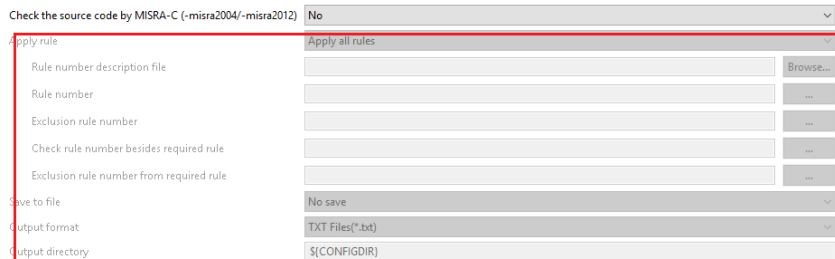 Check the source code by MISRA-C (-misra2004/-misra2012) No
Apply rule Apply all rules
Rule number description file Browse...
Rule number ...
Exclusion rule number ...
Check rule number besides required rule ...
Exclusion rule number from required rule ...
Save to file No save
Output format TXT Files(*.txt)
Output directory ${CONFIGDIR}